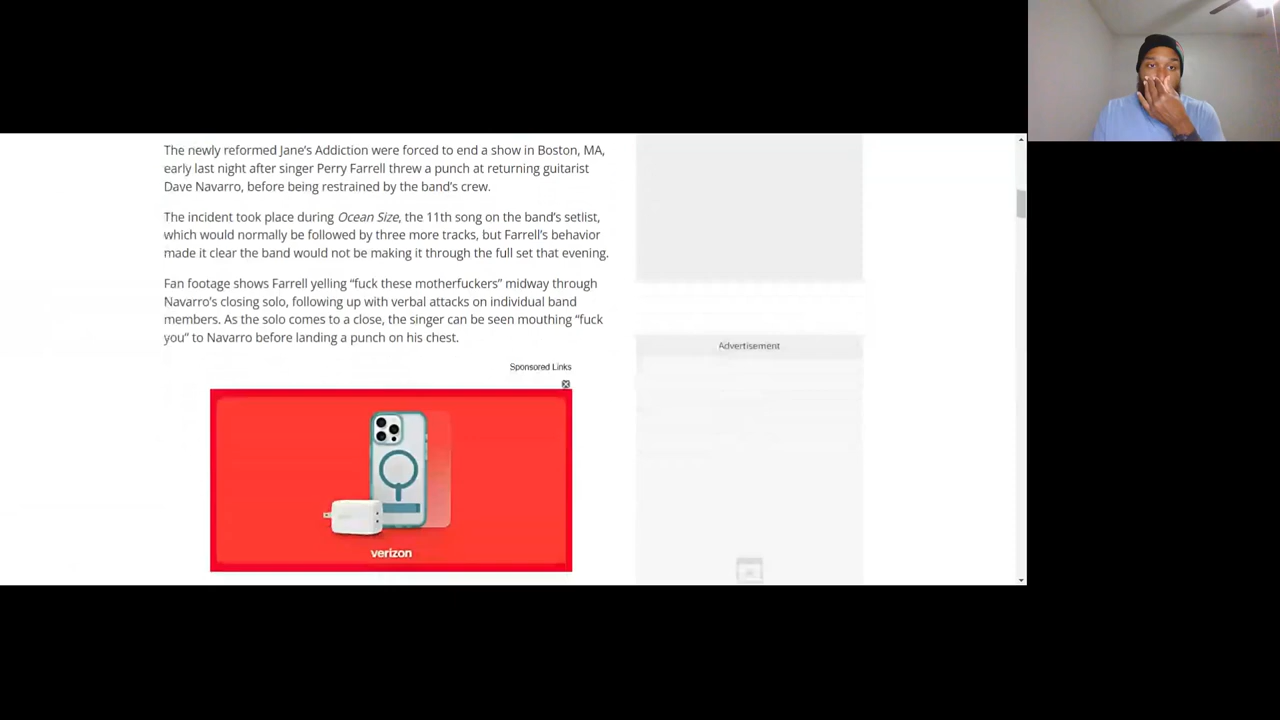 The newly reformed Jane's Addiction were forced to end a show in Boston, MA,
early last night after singer Perry Farrell threw a punch at returning guitarist
Dave Navarro, before being restrained by the band's crew.
The incident took place during Ocean Size, the 11th song on the band's setlist,
which would normally be followed by three more tracks, but Farrell's behavior
made it clear the band would not be making it through the full set that evening.
Fan footage shows Farrell yelling “fuck these motherfuckers” midway through
Navarro's closing solo, following up with verbal attacks on individual band
members. As the solo comes to a close, the singer can be seen mouthing “fuck
you” to Navarro before landing a punch on his chest.
Sponsored Links
verizon
Advertisement